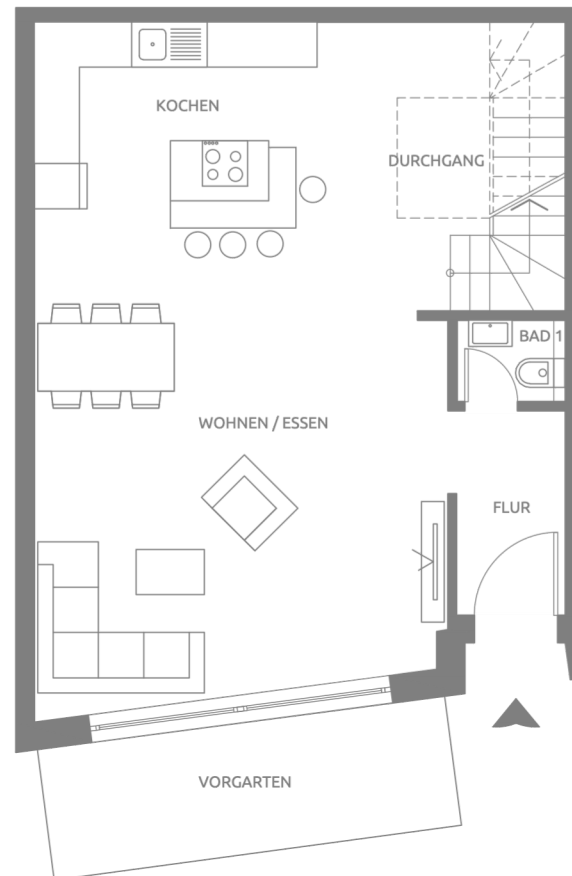 KOCHEN
DURCHGANG
BAD 1
WOHNEN / ESSEN
FLUR
VORGARTEN